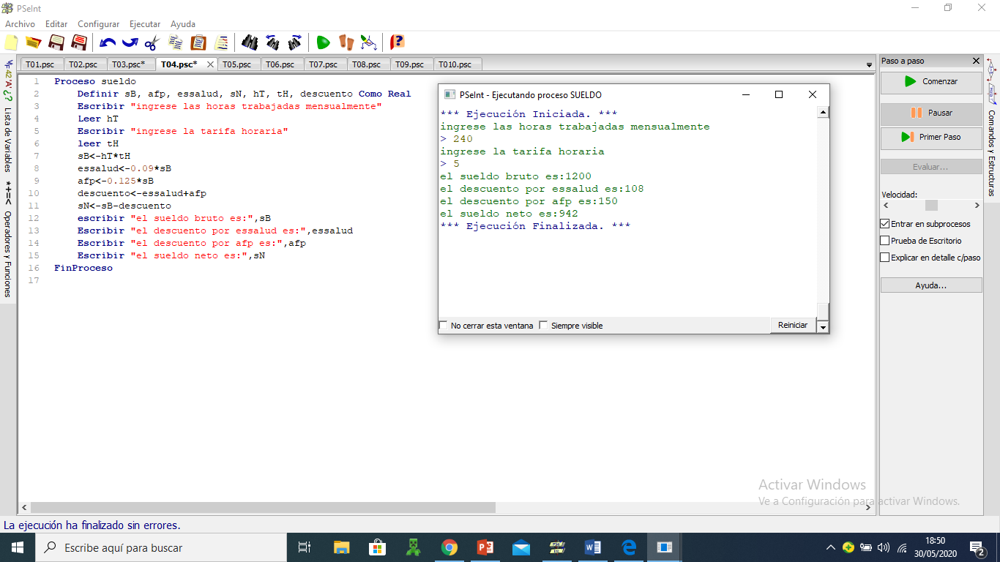 PSeInt
Archivo Editar Configurar Ejecutar Ayuda
T01.psc T02.psc T03.psc* T04.psc* T05.psc T06.psc T07.psc T08.psc T09.psc T010.psc
Lista de Variables
*+=< Operadores y Funciones
1 Proceso sueldo
2 Definir sB, afp, essalud, sN, hT, tH, descuento Como Real
3 Escribir "ingrese las horas trabajadas mensualmente"
4 Leer hT
5 Escribir "ingrese la tarifa horaria"
6 leer tH
7 sB<-hT*tH
8 essalud<-0.09*sB
9 afp<-0.125*sB
10 descuento<-essalud+afp
11 sN<-sB-descuento
12 escribir "el sueldo bruto es:",sB
13 Escribir "el descuento por essalud es:",essalud
14 Escribir "el descuento por afp es:",afp
15 Escribir "el sueldo neto es:",sN
16 FinProceso
17
PSeInt - Ejecutando proceso SUELDO
*** Ejecución Iniciada. ***
ingrese las horas trabajadas mensualmente
> 240
ingrese la tarifa horaria
> 5
el sueldo bruto es:1200
el descuento por essalud es:108
el descuento por afp es:150
el sueldo neto es:942
*** Ejecución Finalizada. ***
No cerrar esta ventana Siempre visible Reiniciar
Paso a paso
Comenzar
Pausar
Primer Paso
Evaluar...
Velocidad:
Entrar en subprocesos
Prueba de Escritorio
Explicar en detalle c/paso
Ayuda...
Comandos y Estructuras
Activar Windows
Ve a Configuración para activar Windows.
La ejecución ha finalizado sin errores.
Escribe aquí para buscar
18:50
30/05/2020
2